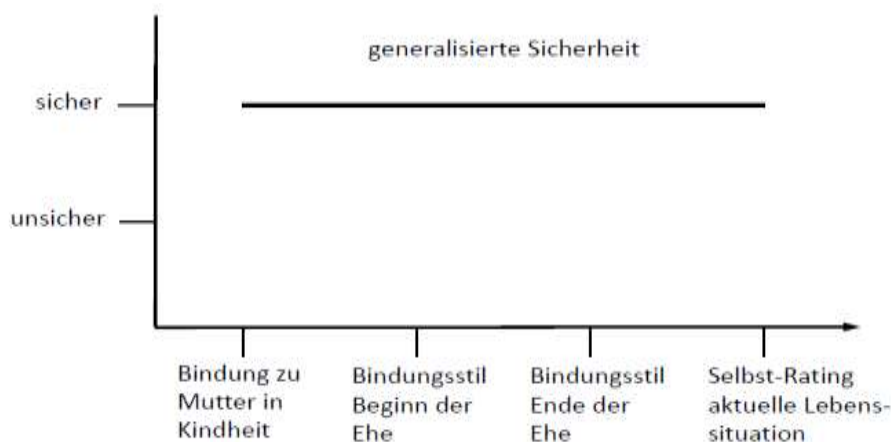 generalisierte Sicherheit
sicher
unsicher
Bindung zu
Mutter in
Kindheit
Bindungsstil
Beginn der
Ehe
Bindungsstil
Ende der
Ehe
Selbst-Rating
aktuelle Lebens-
situation